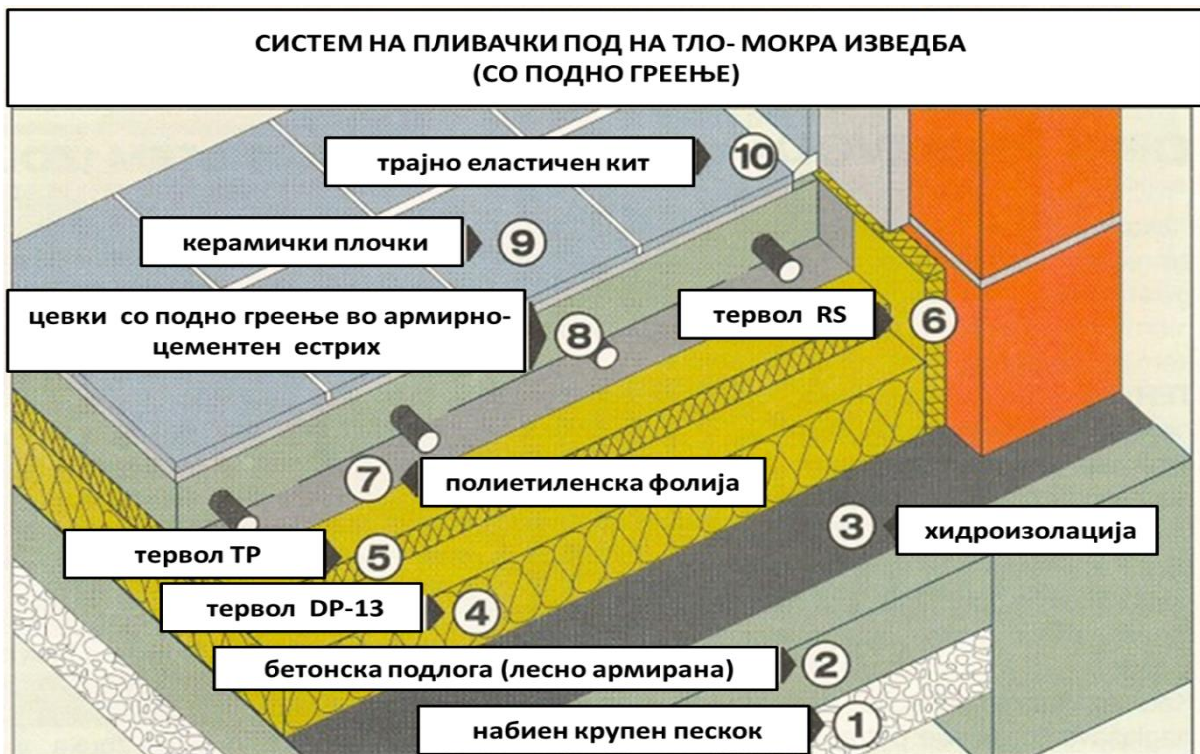 СИСТЕМ НА ПЛИВАЧКИ ПОД НА ТЛО- МОКРА ИЗВЕДБА
(СО ПОДНО ГРЕЕЊЕ)
трајно еластичен кит
10
керамички плочки
9
цевки со подно греење во армирно-
цементен естрих
8
тервол RS
6
7
полиетиленска фолија
3
хидроизолација
тервол ТР
5
тервол DP-13
4
бетонска подлога (лесно армирана)
2
набиен крупен пескок
1